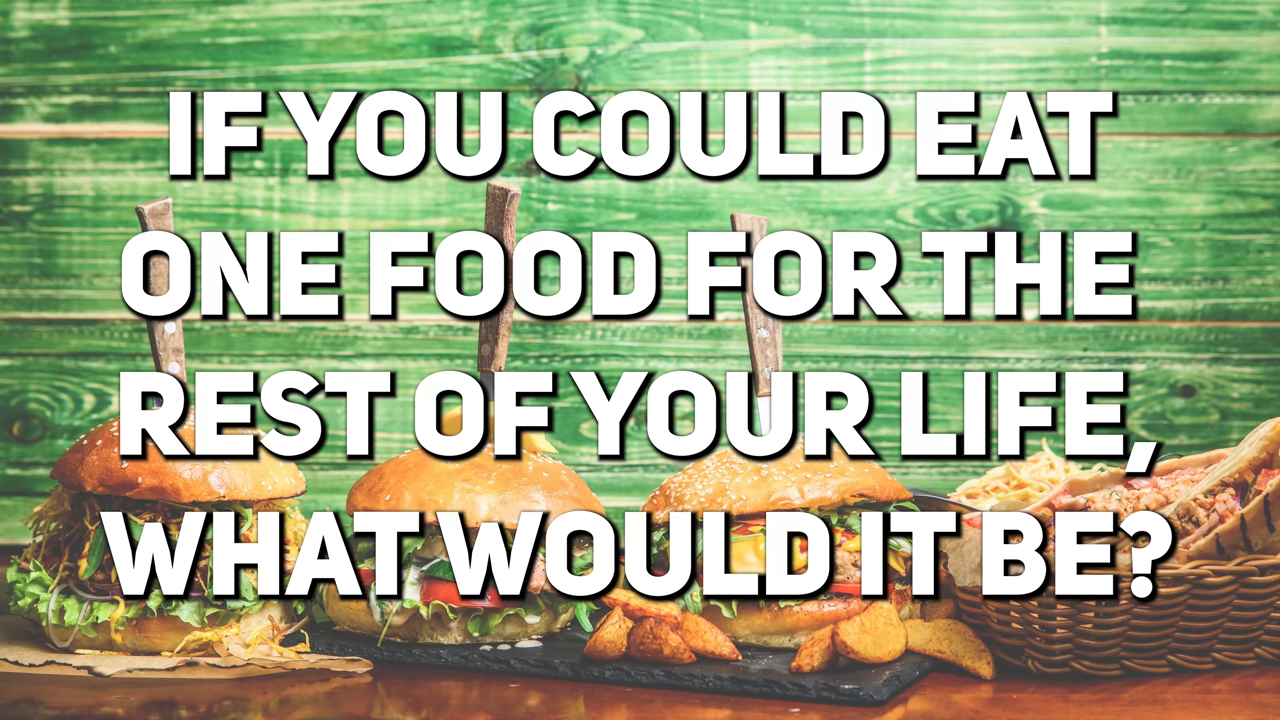 IF YOU COULD EAT
ONE FOOD FOR THE
REST OF YOUR LIFE,
WHAT WOULD IT BE?